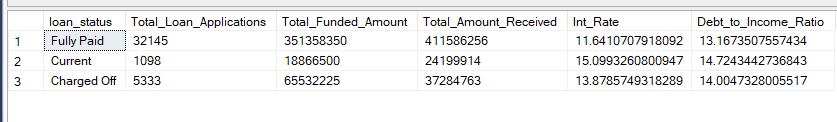 loan_status Total_Loan_Applications Total_Funded_Amount Total_Amount_Received Int_Rate Debt_to_Income_Ratio
1 Fully Paid 32145 351358350 411586256 11.6410707918092 13.1673507557434
2 Current 1098 18866500 24199914 15.0993260800947 14.7243442736843
3 Charged Off 5333 65532225 37284763 13.8785749318289 14.0047328005517